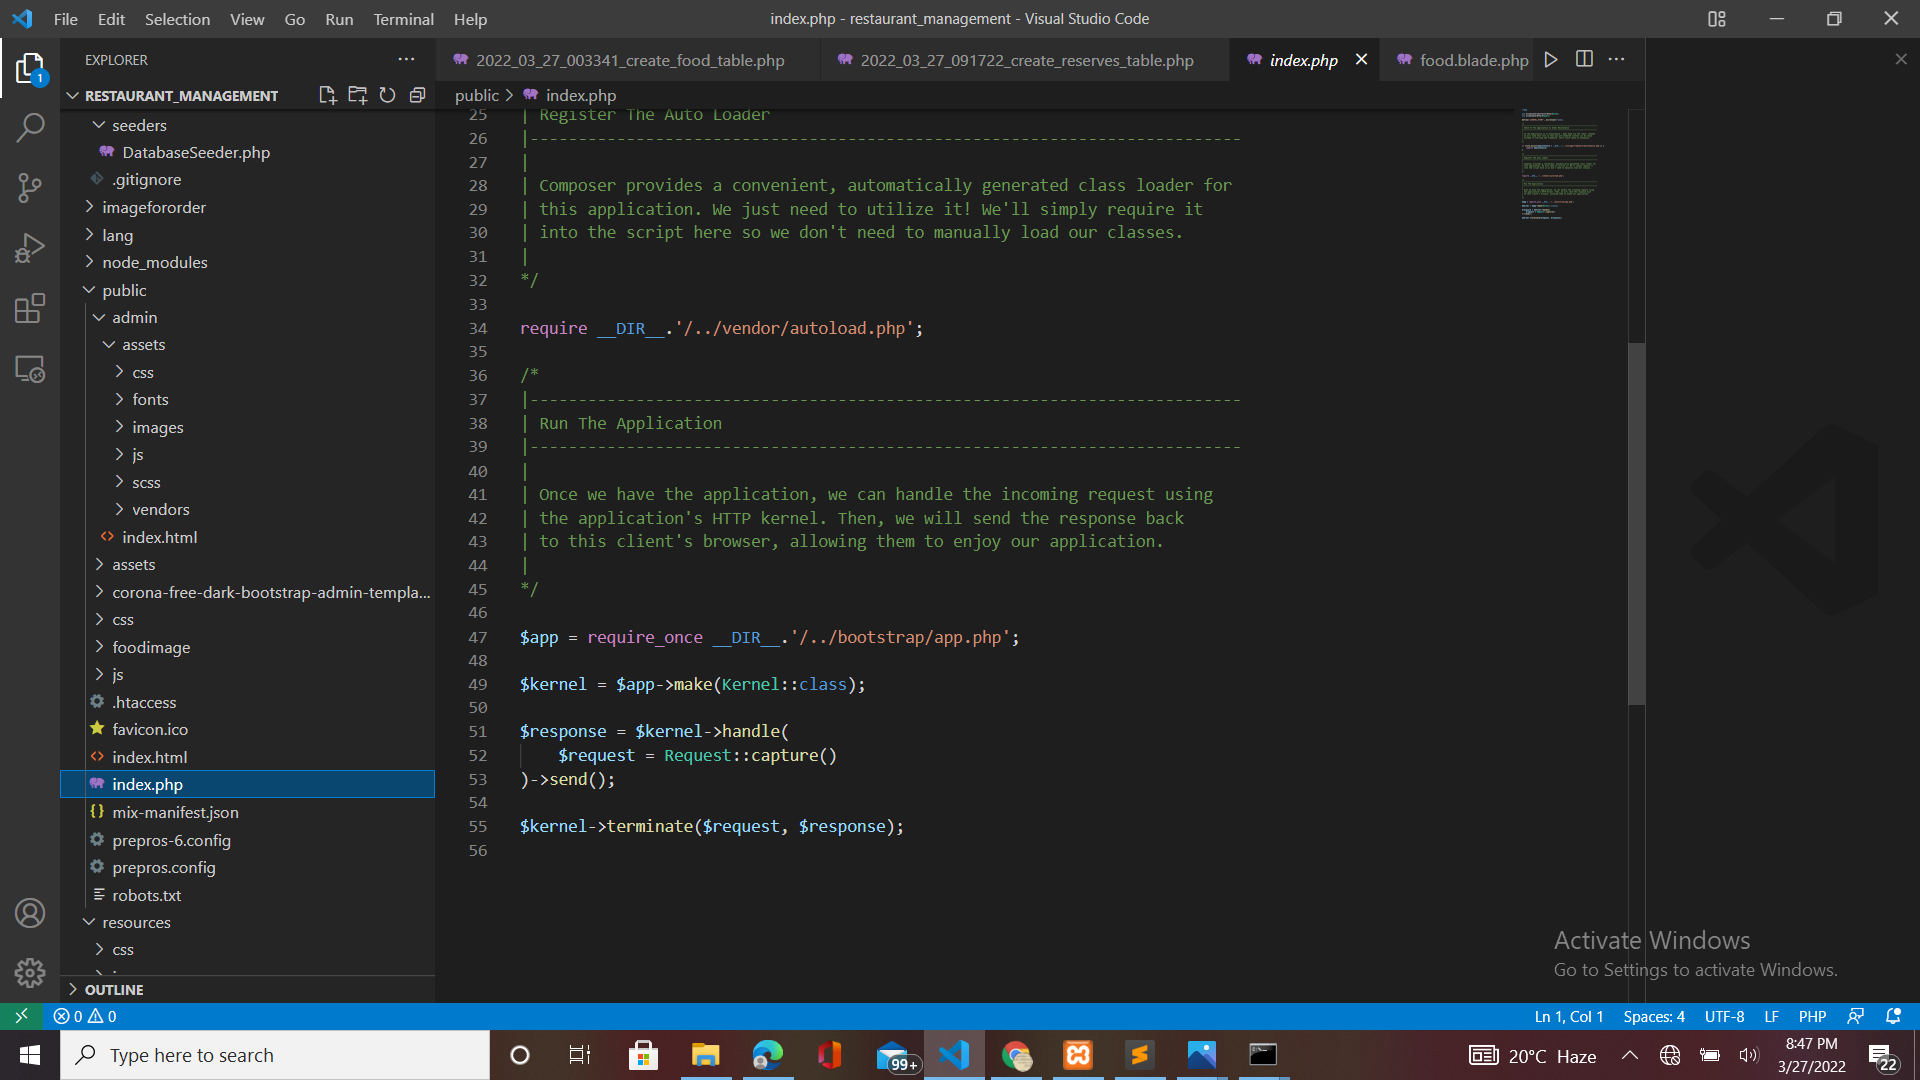 File Edit Selection View Go Run Terminal Help
index.php - restaurant_management - Visual Studio Code
EXPLORER
2022_03_27_003341_create_food_table.php
2022_03_27_091722_create_reserves_table.php
index.php
food.blade.php
RESTAURANT_MANAGEMENT
public > index.php
seeders
DatabaseSeeder.php
.gitignore
imagefororder
lang
node_modules
public
admin
assets
css
fonts
images
js
scss
vendors
index.html
assets
corona-free-dark-bootstrap-admin-templa...
css
foodimage
js
.htaccess
favicon.ico
index.html
index.php
mix-manifest.json
prepros-6.config
prepros.config
robots.txt
resources
css
OUTLINE
25 | Register The Auto Loader
26 |--------------------------------------------------------------------------
27 |
28 | Composer provides a convenient, automatically generated class loader for
29 | this application. We just need to utilize it! We'll simply require it
30 | into the script here so we don't need to manually load our classes.
31 |
32 */
33
34 require __DIR__.'/../vendor/autoload.php';
35
36 /*
37 |--------------------------------------------------------------------------
38 | Run The Application
39 |--------------------------------------------------------------------------
40 |
41 | Once we have the application, we can handle the incoming request using
42 | the application's HTTP kernel. Then, we will send the response back
43 | to this client's browser, allowing them to enjoy our application.
44 |
45 */
46
47 $app = require_once __DIR__.'/../bootstrap/app.php';
48
49 $kernel = $app->make(Kernel::class);
50
51 $response = $kernel->handle(
52     $request = Request::capture()
53 )->send();
54
55 $kernel->terminate($request, $response);
56
Activate Windows
Go to Settings to activate Windows.
0 0
Ln 1, Col 1 Spaces: 4 UTF-8 LF PHP
Type here to search
99+
20°C Haze
8:47 PM
3/27/2022
22
1